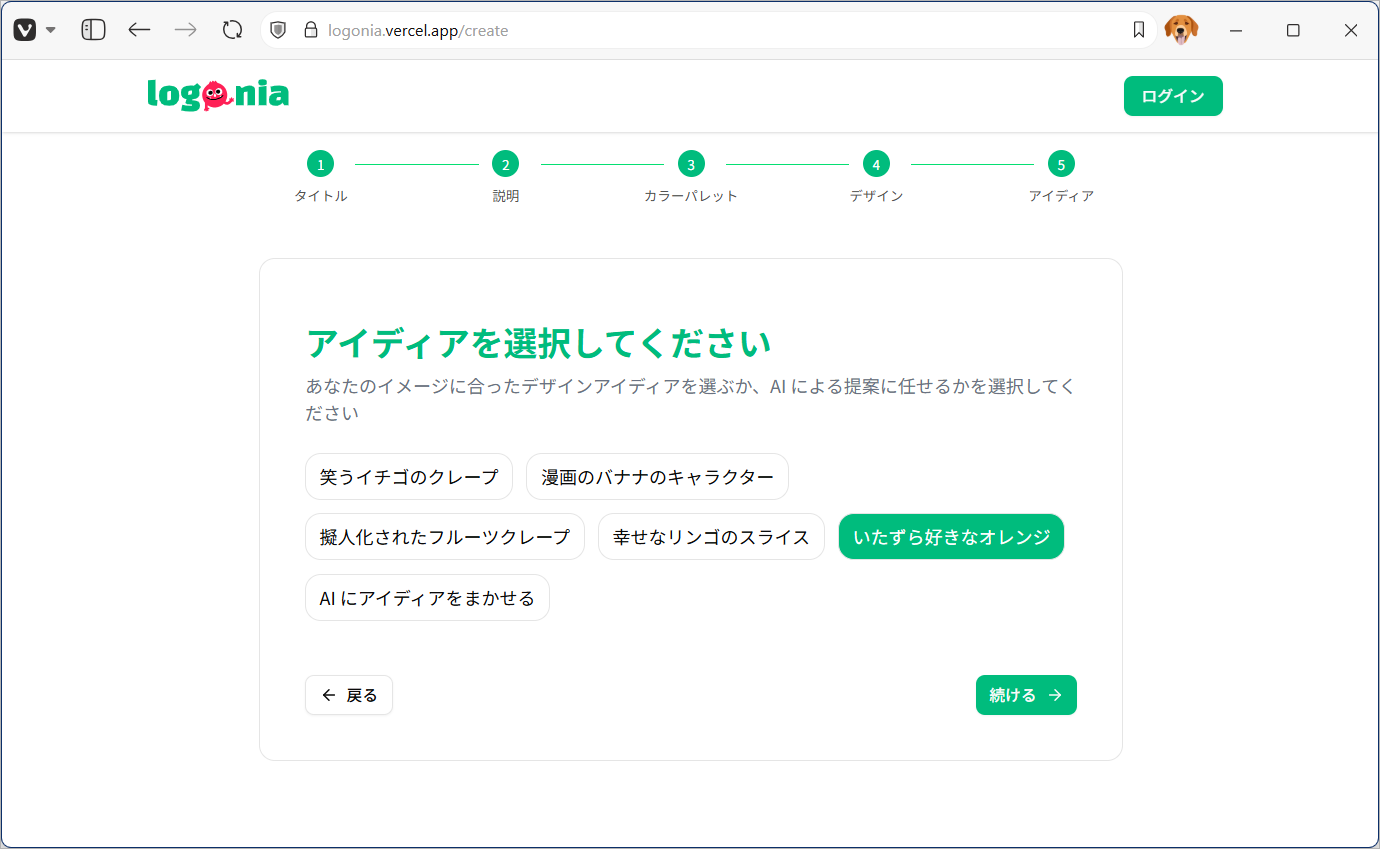 logonia.vercel.app/create
logonia
ログイン
1
2
3
4
5
タイトル
説明
カラーパレット
デザイン
アイディア
アイディアを選択してください
あなたのイメージに合ったデザインアイディアを選ぶか、AI による提案に任せるかを選択してく
ださい
笑うイチゴのクレープ
漫画のバナナのキャラクター
擬人化されたフルーツクレープ
幸せなリンゴのスライス
いたずら好きなオレンジ
AI にアイディアをまかせる
戻る
続ける